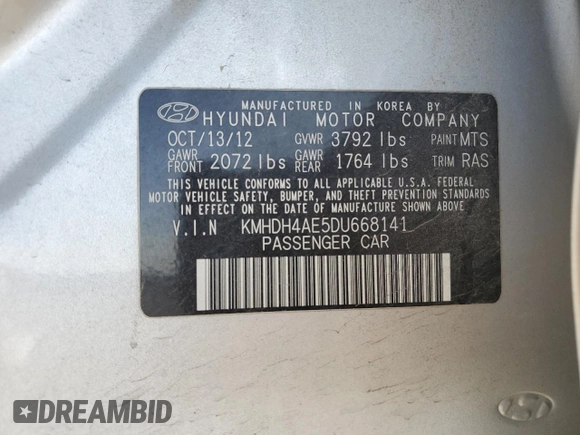 MANUFACTURED IN KOREA BY
HYUNDAI MOTOR COMPANY
OCT/13/12 GVWR 3792 lbs PAINT MTS
GAWR FRONT 2072 lbs GAWR REAR 1764 lbs TRIM RAS
THIS VEHICLE CONFORMS TO ALL APPLICABLE U.S.A. FEDERAL
MOTOR VEHICLE SAFETY, BUMPER, AND THEFT PREVENTION STANDARDS
IN EFFECT ON THE DATE OF MANUFACTURE SHOWN ABOVE.
V.I.N KMHDH4AE5DU668141
PASSENGER CAR
DREAMBID